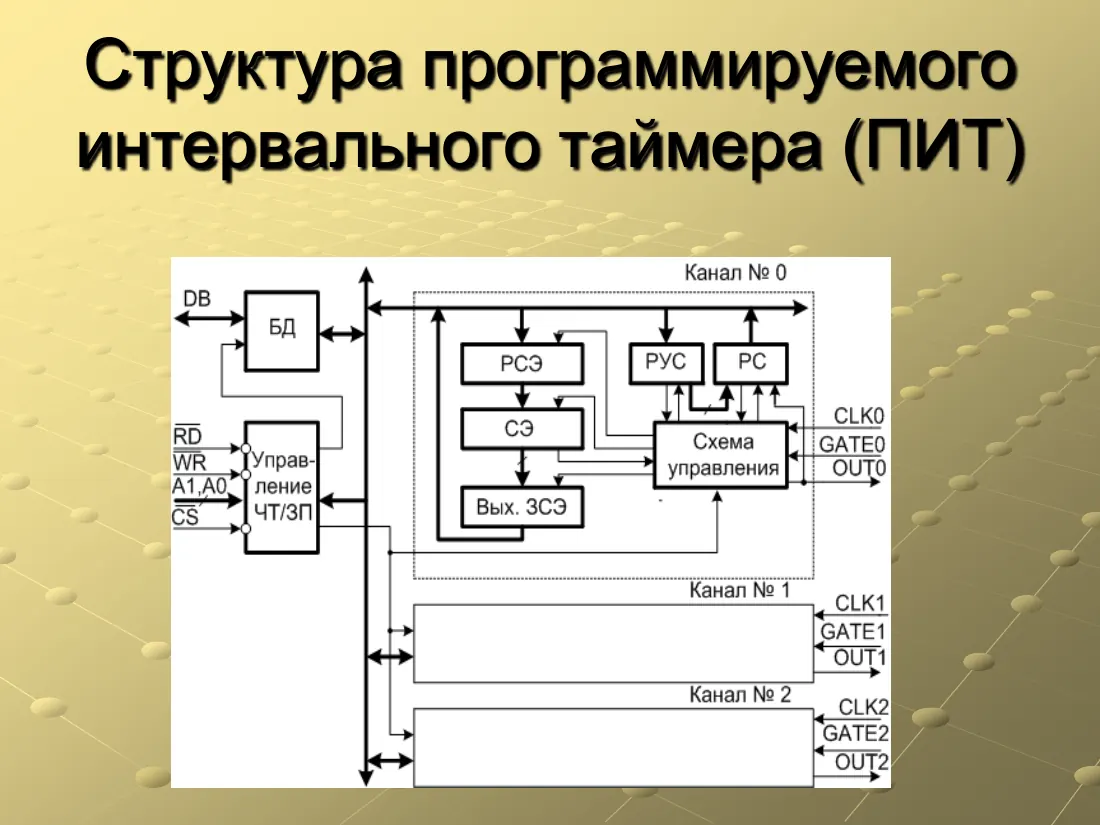 Структура программируемого
интервального таймера (ПИТ)
Канал № 0
DB
БД
РСЭ
РУС
РС
СЭ
Схема
управления
CLK0
GATE0
OUT0
RD
WR
A1,A0
CS
Управ-
ление
ЧТ/ЗП
Вых. ЗСЭ
Канал № 1
CLK1
GATE1
OUT1
Канал № 2
CLK2
GATE2
OUT2